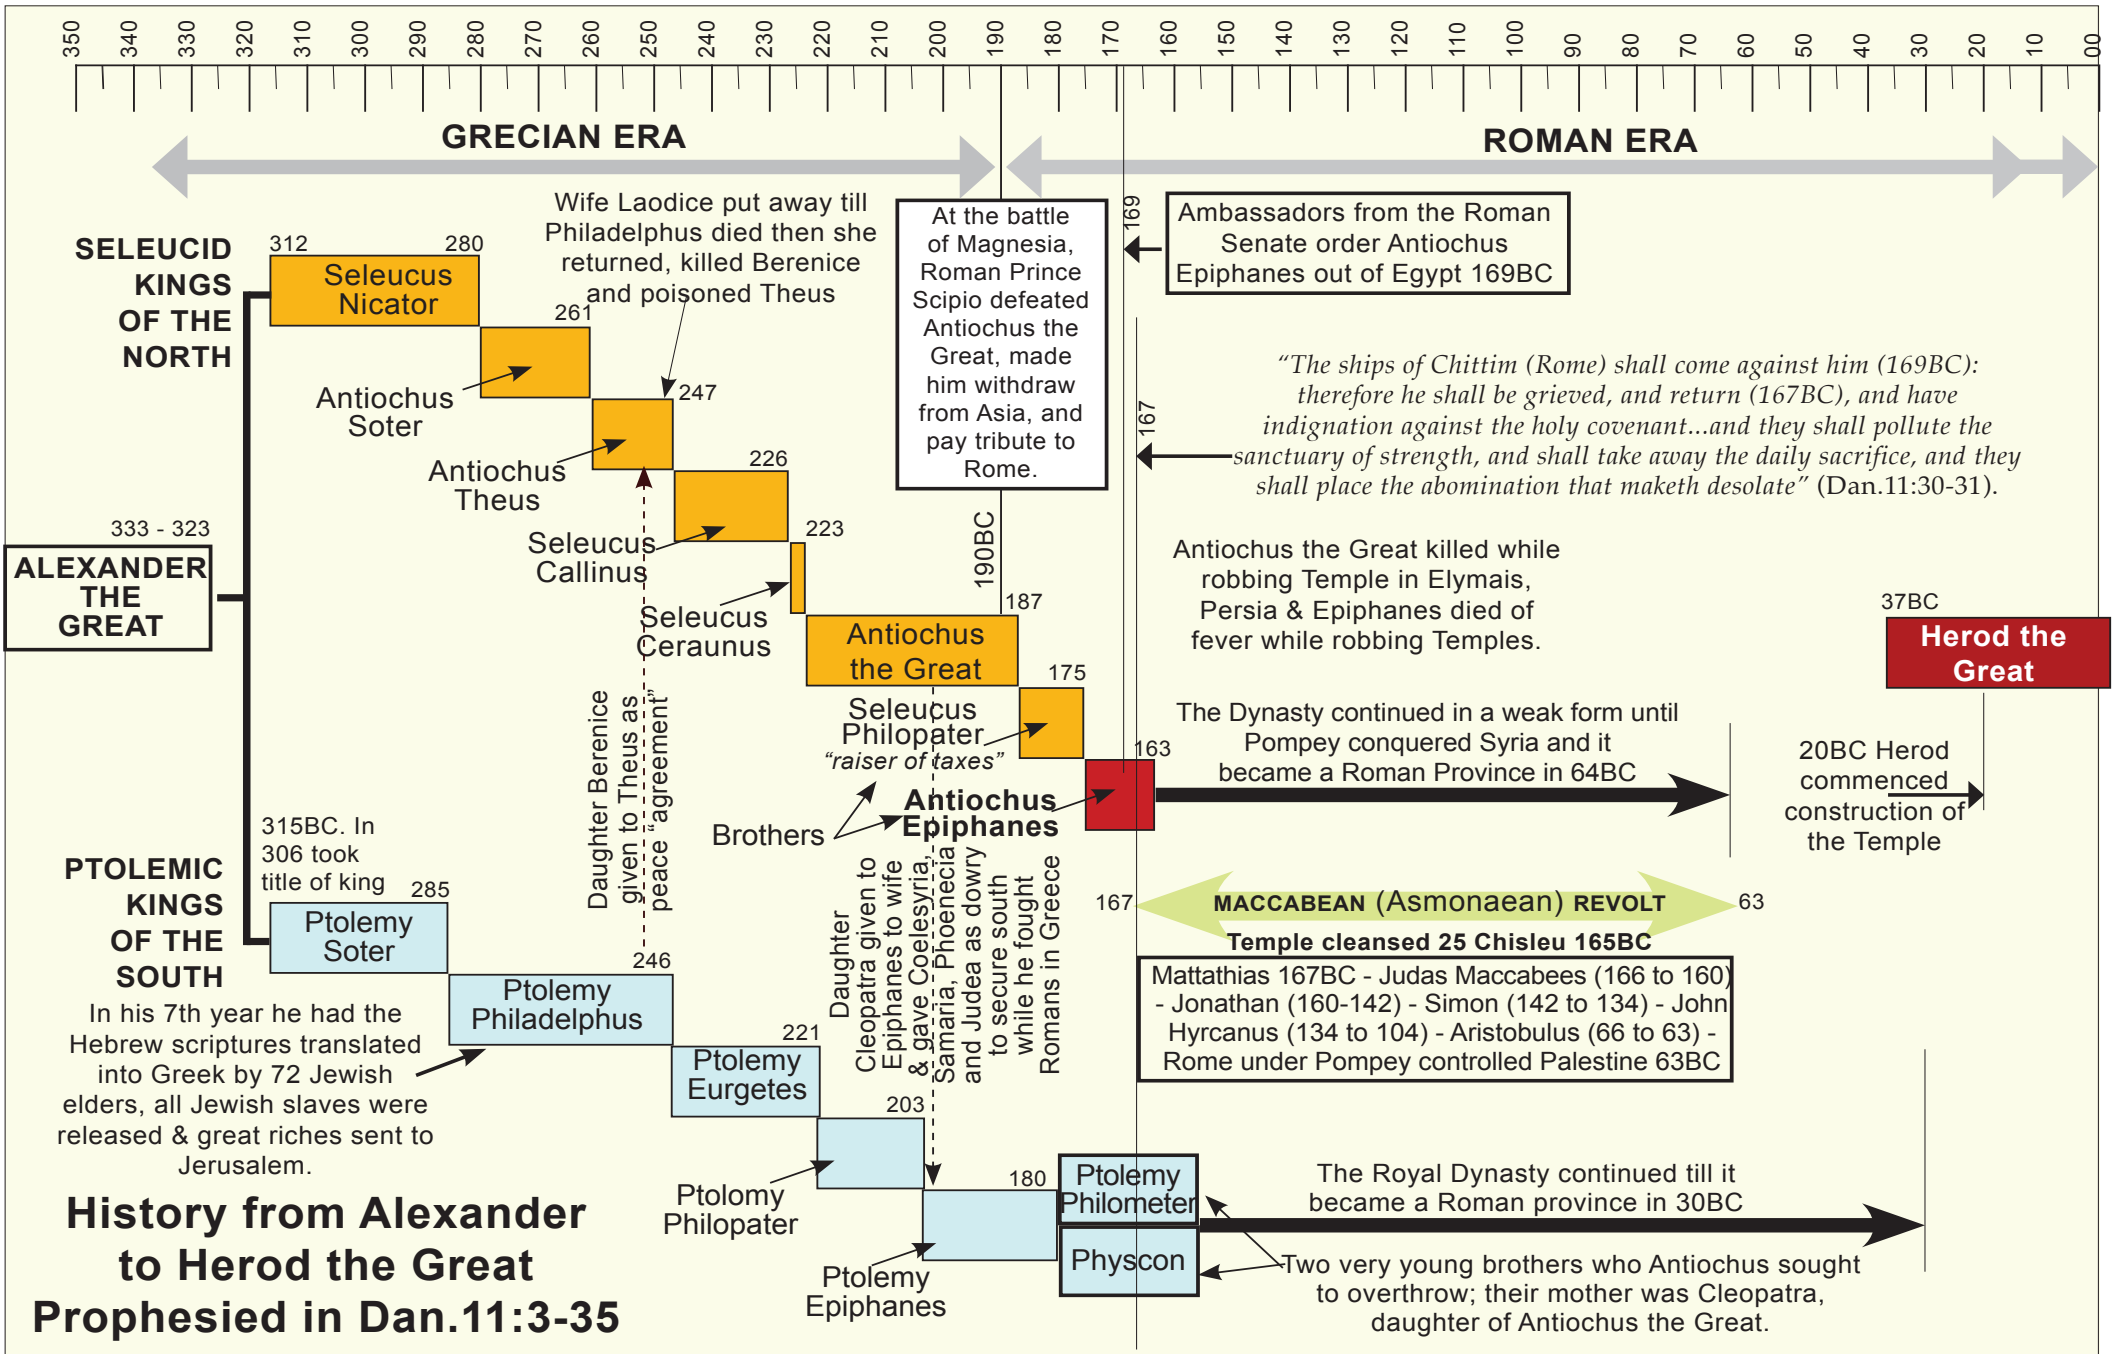 350 340 330 320 310 300 290 280 270 260 250 240 230 220 210 200 190 180 170 160 150 140 130 120 110 100 90 80 70 60 50 40 30 20 10 00
GRECIAN ERA
ROMAN ERA
SELEUCID
KINGS
OF THE
NORTH
312
280
Seleucus
Nicator
Wife Laodice put away till
Philadelphus died then she
returned, killed Berenice
and poisoned Theus
261
Antiochus
Soter
247
Antiochus
Theus
226
Seleucus
Callinus
223
Seleucus
Ceraunus
At the battle
of Magnesia,
Roman Prince
Scipio defeated
Antiochus the
Great, made
him withdraw
from Asia, and
pay tribute to
Rome.
190BC
169
Ambassadors from the Roman
Senate order Antiochus
Epiphanes out of Egypt 169BC
167
“The ships of Chittim (Rome) shall come against him (169BC):
therefore he shall be grieved, and return (167BC), and have
indignation against the holy covenant...and they shall pollute the
sanctuary of strength, and shall take away the daily sacrifice, and they
shall place the abomination that maketh desolate” (Dan.11:30-31).
333 - 323
ALEXANDER
THE
GREAT
187
Antiochus
the Great
Antiochus the Great killed while
robbing Temple in Elymais,
Persia & Epiphanes died of
fever while robbing Temples.
37BC
Herod the
Great
175
Seleucus
Philopater
“raiser of taxes”
163
Antiochus
Epiphanes
Brothers
The Dynasty continued in a weak form until
Pompey conquered Syria and it
became a Roman Province in 64BC
20BC Herod
commenced
construction of
the Temple
Daughter Berenice
given to Theus as
peace “agreement”
Daughter
Cleopatra given to
Epiphanes to wife
& gave Coelesyria,
Samaria, Phoenecia
and Judea as dowry
to secure south
while he fought
Romans in Greece
167
MACCABEAN (Asmonaean) REVOLT
63
Temple cleansed 25 Chisleu 165BC
Mattathias 167BC - Judas Maccabees (166 to 160)
- Jonathan (160-142) - Simon (142 to 134) - John
Hyrcanus (134 to 104) - Aristobulus (66 to 63) -
Rome under Pompey controlled Palestine 63BC
PTOLEMIC
KINGS
OF THE
SOUTH
315BC. In
306 took
title of king
285
Ptolemy
Soter
246
Ptolemy
Philadelphus
In his 7th year he had the
Hebrew scriptures translated
into Greek by 72 Jewish
elders, all Jewish slaves were
released & great riches sent to
Jerusalem.
221
Ptolemy
Eurgetes
203
Ptolomy
Philopater
180
Ptolemy
Epiphanes
Ptolemy
Philometer
Physcon
The Royal Dynasty continued till it
became a Roman province in 30BC
Two very young brothers who Antiochus sought
to overthrow; their mother was Cleopatra,
daughter of Antiochus the Great.
History from Alexander
to Herod the Great
Prophesied in Dan.11:3-35